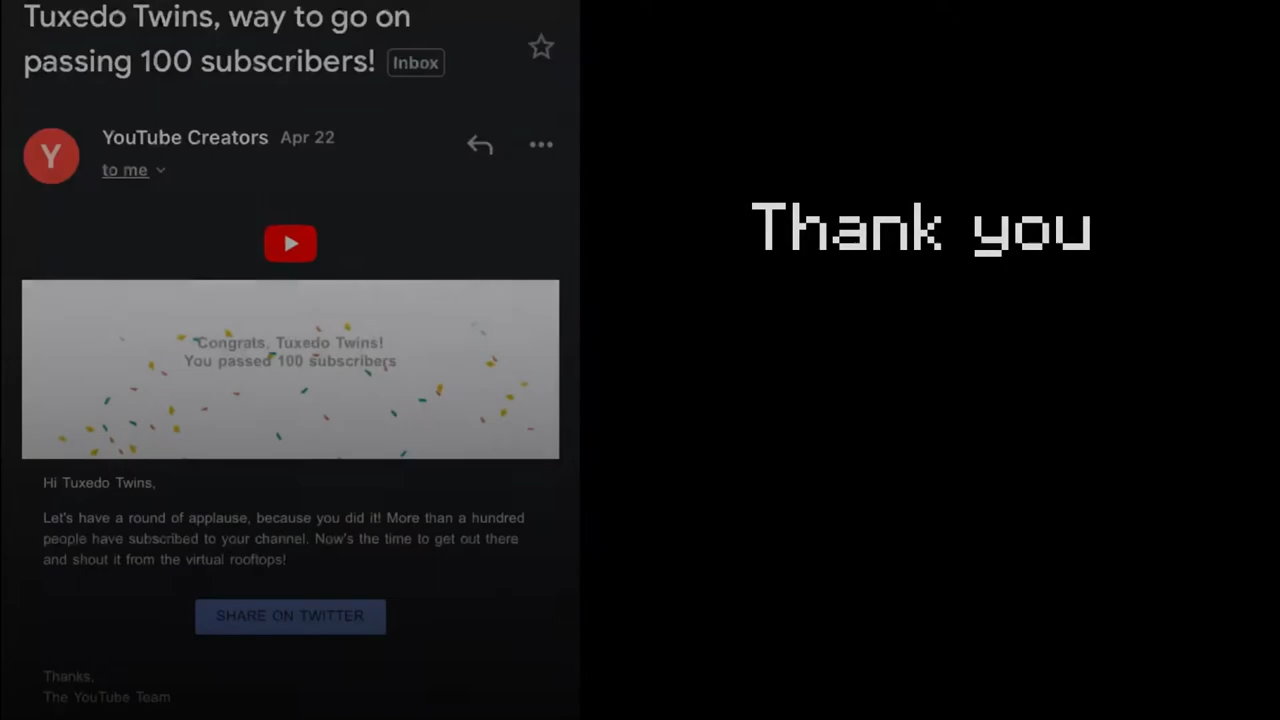 Tuxedo Twins, way to go on
passing 100 subscribers! Inbox
Y
YouTube Creators Apr 22
to me
Congrats, Tuxedo Twins!
You passed 100 subscribers
Hi Tuxedo Twins,
Let's have a round of applause, because you did it! More than a hundred
people have subscribed to your channel. Now's the time to get out there
and shout it from the virtual rooftops!
SHARE ON TWITTER
Thanks,
The YouTube Team
Thank you